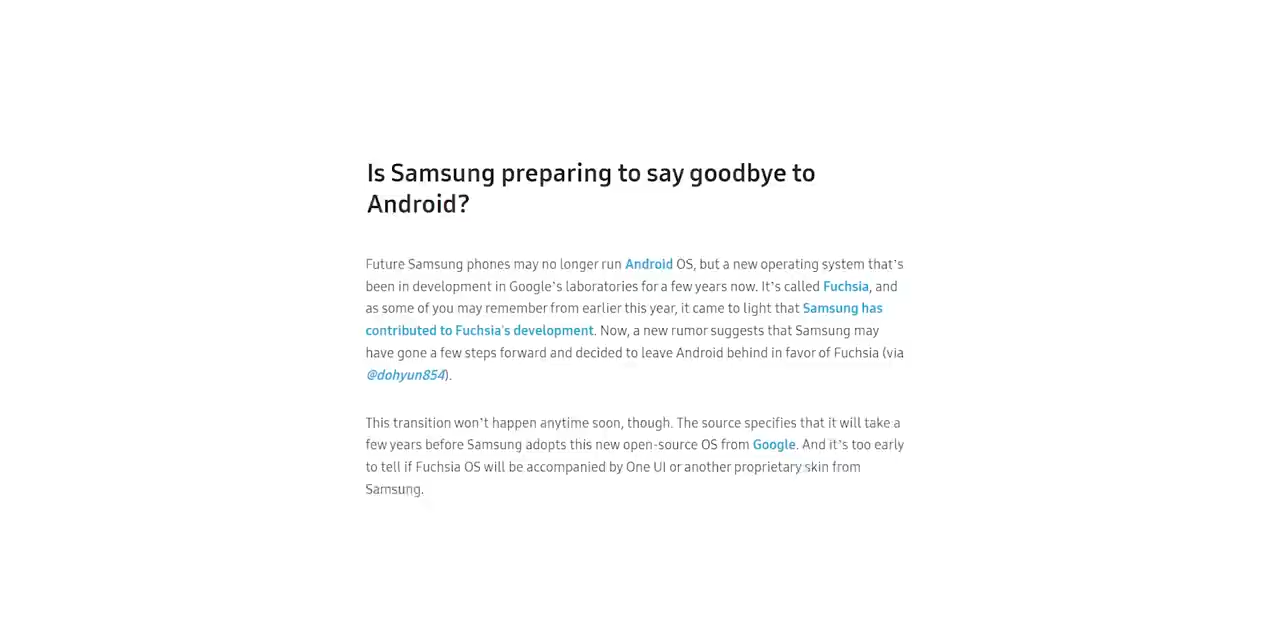 Is Samsung preparing to say goodbye to
Android?
Future Samsung phones may no longer run Android OS, but a new operating system that's
been in development in Google's laboratories for a few years now. It's called Fuchsia, and
as some of you may remember from earlier this year, it came to light that Samsung has
contributed to Fuchsia's development. Now, a new rumor suggests that Samsung may
have gone a few steps forward and decided to leave Android behind in favor of Fuchsia (via
@dohyun854).
This transition won't happen anytime soon, though. The source specifies that it will take a
few years before Samsung adopts this new open-source OS from Google. And it's too early
to tell if Fuchsia OS will be accompanied by One UI or another proprietary skin from
Samsung.